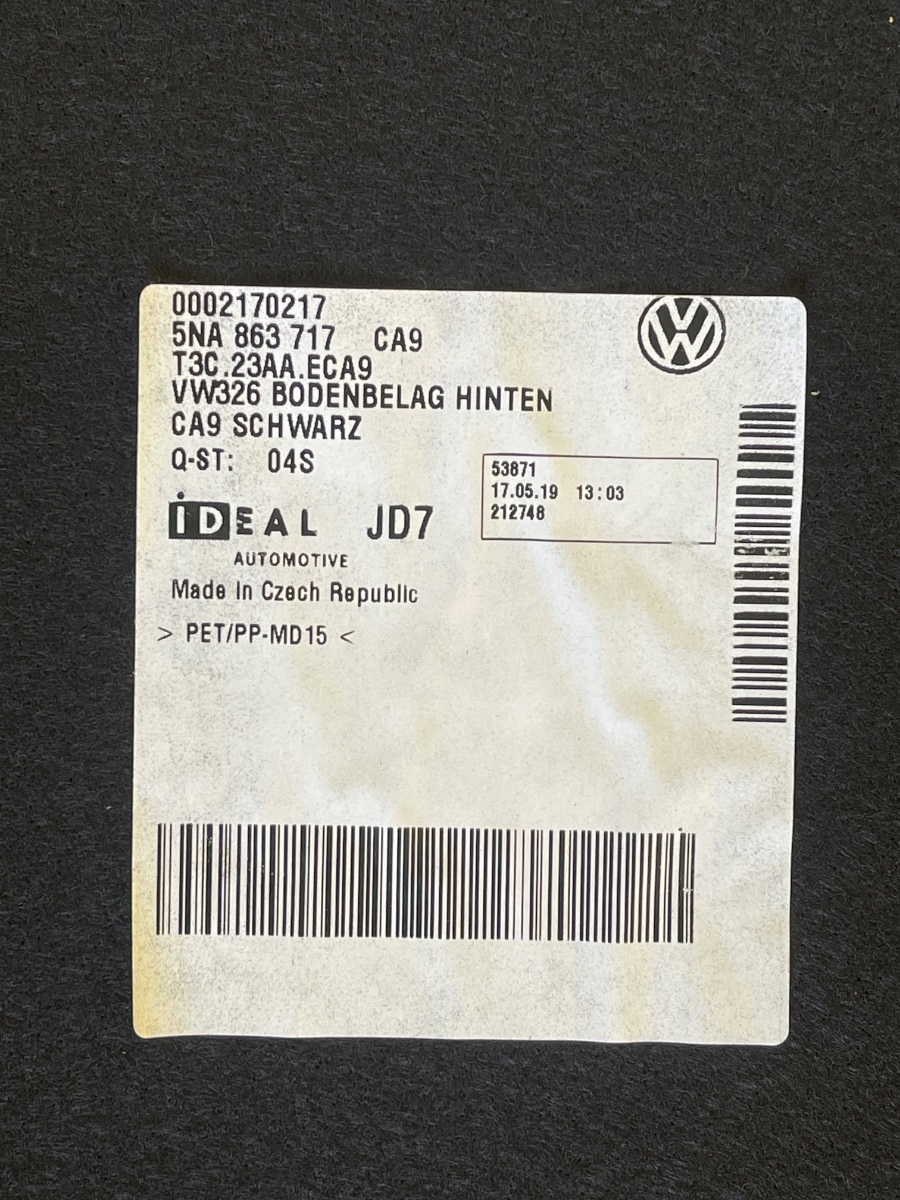 0002170217
5NA 863 717 CA9
T3C.23AA.ECA9
VW326 BODENBELAG HINTEN
CA9 SCHWARZ
Q-ST: 04S
53871
17.05.19 13:03
212748
iDEAL JD7
AUTOMOTIVE
Made In Czech Republic
> PET/PP-MD15 <
VW